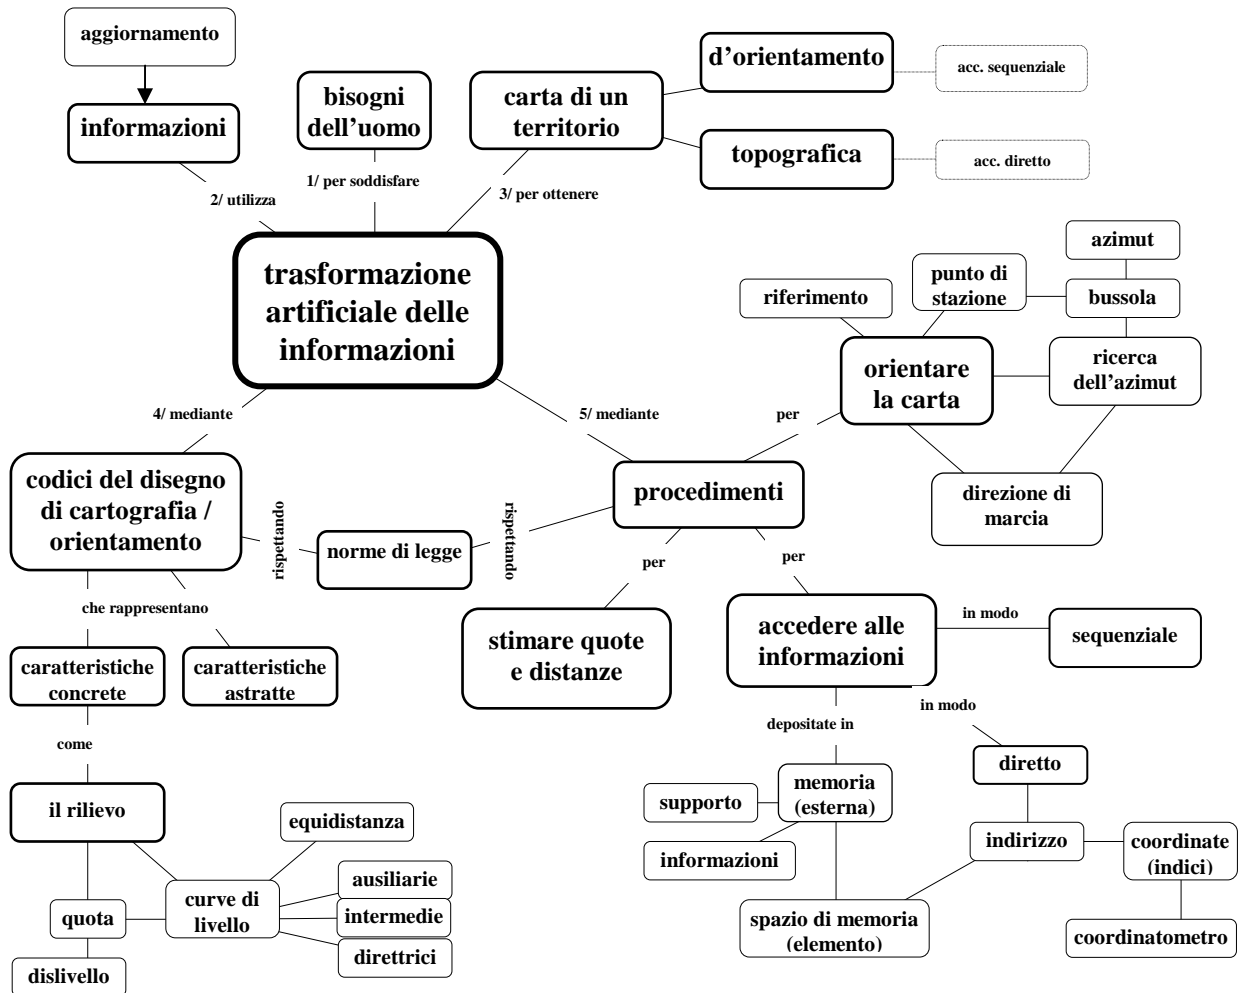 aggiornamento
informazioni
bisogni
dell'uomo
carta di un
territorio
d'orientamento
acc. sequenziale
topografica
acc. diretto
2/ utilizza
1/ per soddisfare
3/ per ottenere
trasformazione
artificiale delle
informazioni
azimut
punto di
stazione
bussola
riferimento
orientare
la carta
ricerca
dell'azimut
direzione di
marcia
4/ mediante
5/ mediante
per
codici del disegno
di cartografia /
orientamento
rispettando
norme di legge
rispettando
procedimenti
per
per
che rappresentano
caratteristiche
concrete
caratteristiche
astratte
stimare quote
e distanze
accedere alle
informazioni
in modo
sequenziale
come
depositate in
in modo
diretto
il rilievo
equidistanza
supporto
memoria
(esterna)
informazioni
indirizzo
coordinate
(indici)
ausiliarie
curve di
livello
intermedie
direttrici
quota
dislivello
spazio di memoria
(elemento)
coordinatometro